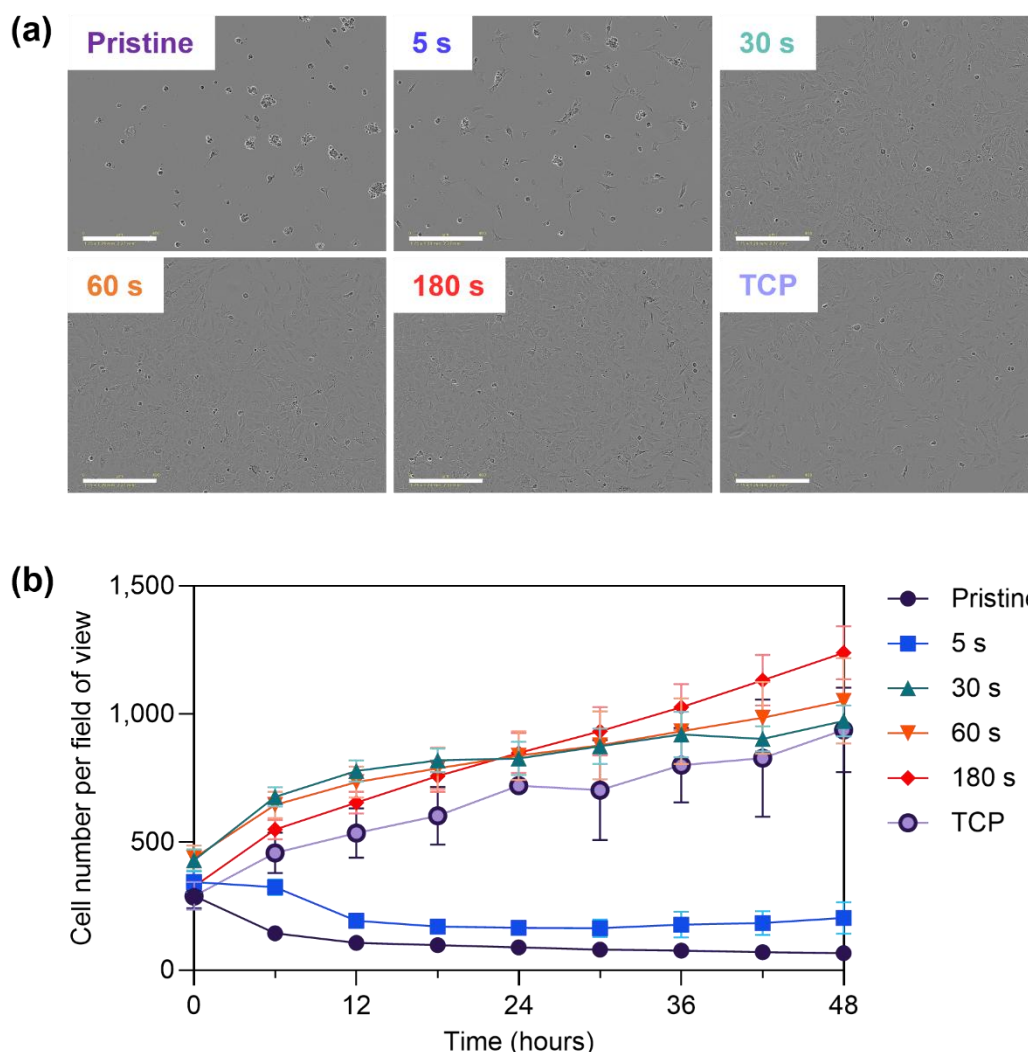 (a)
Pristine
5 s
30 s
60 s
180 s
TCP
(b)
Cell number per field of view
1,500
1,000
500
0
0
12
24
36
48
Time (hours)
Pristine
5 s
30 s
60 s
180 s
TCP